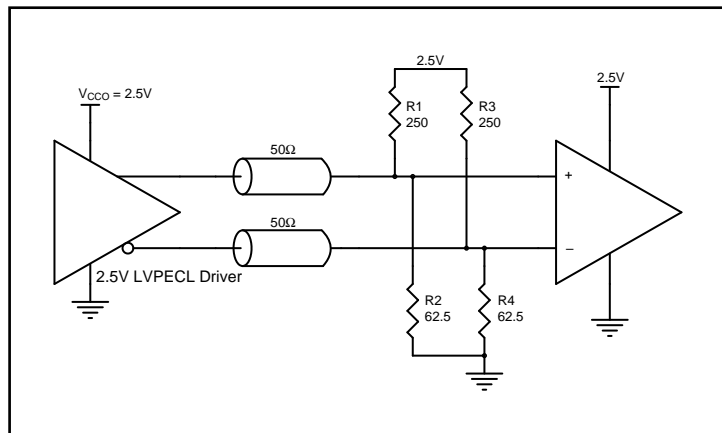 2.5V
V_CCO = 2.5V
2.5V
R1
250
R3
250
50Ω
+
50Ω
−
2.5V LVPECL Driver
R2
62.5
R4
62.5